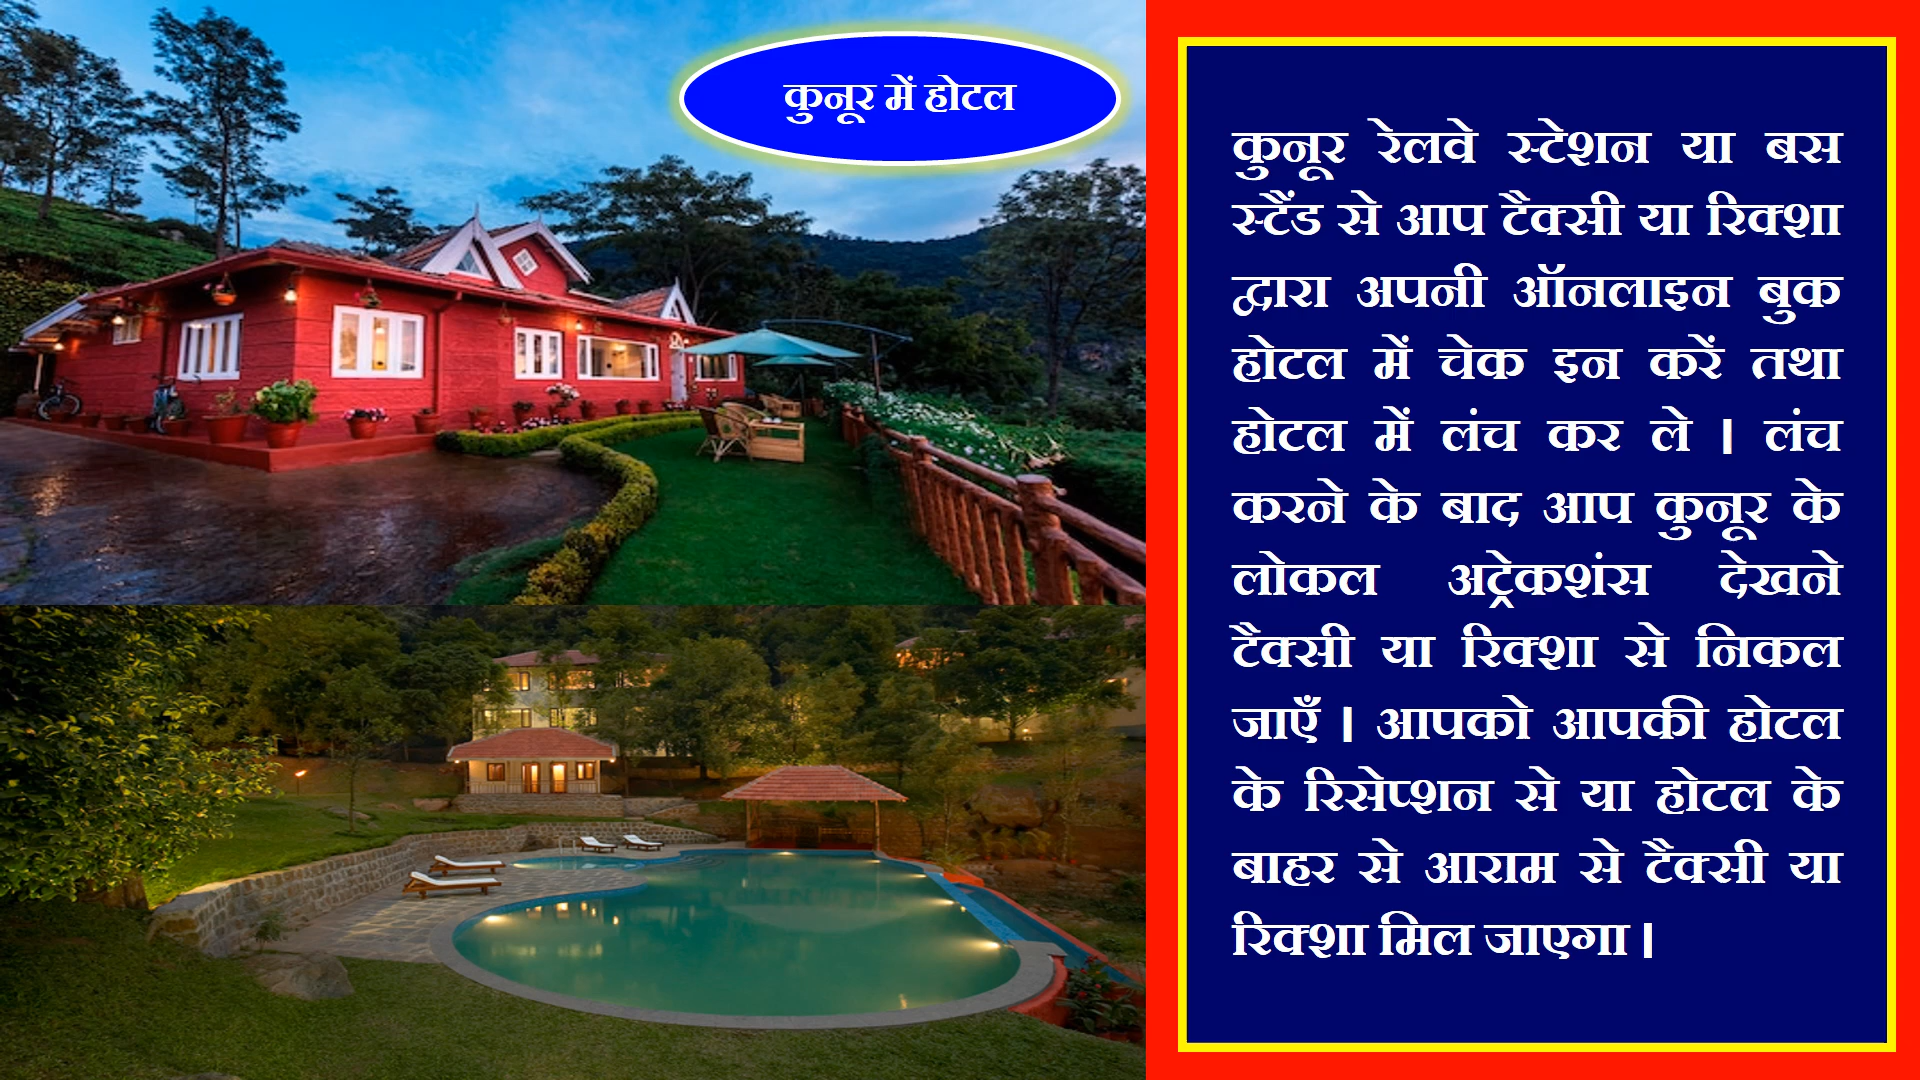 कुनूर में होटल
कुनूर रेलवे स्टेशन या बस
स्टैंड से आप टैक्सी या रिक्शा
द्वारा अपनी ऑनलाइन बुक
होटल में चेक इन करें तथा
होटल में लंच कर ले ।  लंच
करने के बाद आप कुनूर के
लोकल अट्रेकशंस देखने
टैक्सी या रिक्शा से निकल
जाएँ । आपको आपकी होटल
के रिसेप्शन से या होटल के
बाहर से आराम से टैक्सी या
रिक्शा मिल जाएगा ।